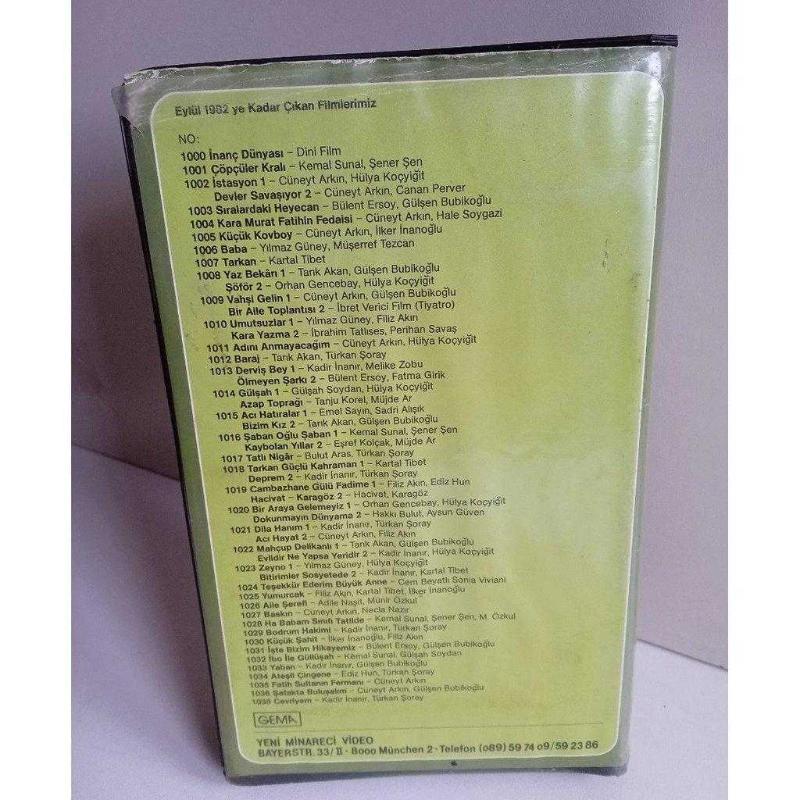 Eylül 1982 ye Kadar Çıkan Filmlerimiz
NO:
1000 İnanç Dünyası – Dini Film
1001 Çöpçüler Kralı – Kemal Sunal, Şener Şen
1002 İstasyon 1 – Cüneyt Arkın, Hülya Koçyiğit
Devler Savaşıyor 2 – Cüneyt Arkın, Canan Perver
1003 Sıralardaki Heyecan – Bülent Ersoy, Gülşen Bubikoğlu
1004 Kara Murat Fatihin Fedaisi – Cüneyt Arkın, Hale Soygazi
1005 Küçük Kovboy – Cüneyt Arkın, İlker İnanoğlu
1006 Baba – Yılmaz Güney, Müşerref Tezcan
1007 Tarkan – Kartal Tibet
1008 Yaz Bekârı 1 – Tarık Akan, Gülşen Bubikoğlu
Şöför 2 – Orhan Gencebay, Hülya Koçyiğit
1009 Vahşi Gelin 1 – Cüneyt Arkın, Gülşen Bubikoğlu
Bir Aile Toplantısı 2 – İbret Verici Film (Tiyatro)
1010 Umutsuzlar 1 – Yılmaz Güney, Filiz Akın
Kara Yazma 2 – İbrahim Tatlıses, Perihan Savaş
1011 Adını Anmayacağım – Cüneyt Arkın, Hülya Koçyiğit
1012 Baraj – Tarık Akan, Türkan Şoray
1013 Derviş Bey 1 – Kadir İnanır, Melike Zobu
Ölmeyen Şarkı 2 – Bülent Ersoy, Fatma Girik
1014 Gülşah 1 – Gülşah Soydan, Hülya Koçyiğit
Azap Toprağı – Tanju Korel, Müjde Ar
1015 Acı Hatıralar 1 – Emel Sayın, Sadri Alışık
Bizim Kız 2 – Tarık Akan, Gülşen Bubikoğlu
1016 Şaban Oğlu Şaban 1 – Kemal Sunal, Şener Şen
Kaybolan Yıllar 2 – Eşref Kolçak, Müjde Ar
1017 Tatlı Nigâr – Bulut Aras, Türkan Şoray
1018 Tarkan Güçlü Kahraman 1 – Kartal Tibet
Deprem 2 – Kadir İnanır, Türkan Şoray
1019 Cambazhane Gülü Fadime 1 – Filiz Akın, Ediz Hun
Hacivat – Karagöz 2 – Hacivat, Karagöz
1020 Bir Araya Gelemeyiz 1 – Orhan Gencebay, Hülya Koçyiğit
Dokunmayın Dünyama 2 – Hakkı Bulut, Aysun Güven
1021 Dila Hanım 1 – Kadir İnanır, Türkan Şoray
Acı Hayat 2 – Cüneyt Arkın, Filiz Akın
1022 Mahçup Delikanlı 1 – Tarık Akan, Gülşen Bubikoğlu
Evlidir Ne Yapsa Yeridir 2 – Kadir İnanır, Hülya Koçyiğit
1023 Zeyno 1 – Yılmaz Güney, Hülya Koçyiğit
Bitirimler Sosyetede 2 – Kadir İnanır, Kartal Tibet
1024 Teşekkür Ederim Büyük Anne – Cem Beyatlı Sonia Viviani
1025 Yumurcak – Filiz Akın, Kartal Tibet, İlker İnanoğlu
1026 Aile Şerefi – Adile Naşit, Münir Özkul
1027 Baskın – Cüneyt Arkın, Necla Nazır
1028 Ha Babam Sınıfı Tatilde – Kemal Sunal, Şener Şen, M. Özkul
1029 Bodrum Hakimi – Kadir İnanır, Türkan Şoray
1030 Küçük Şahit – İlker İnanoğlu, Filiz Akın
1031 İşte Bizim Hikayemiz – Bülent Ersoy, Gülşen Bubikoğlu
1032 İbo İle Güllüşah – Kemal Sunal, Gülşah Soydan
1033 Yaban – Kadir İnanır, Gülşen Bubikoğlu
1034 Ateşli Çingene – Ediz Hun, Türkan Şoray
1035 Fatih Sultanın Fermanı – Cüneyt Arkın
1036 Şafakta Buluşalım – Cüneyt Arkın, Gülşen Bubikoğlu
1038 Cevriyem – Kadir İnanır, Türkan Şoray
GEMA
YENİ MİNARECİ VİDEO
BAYERSTR. 33/II - 8000 München 2 - Telefon (089) 59 74 09/59 23 86